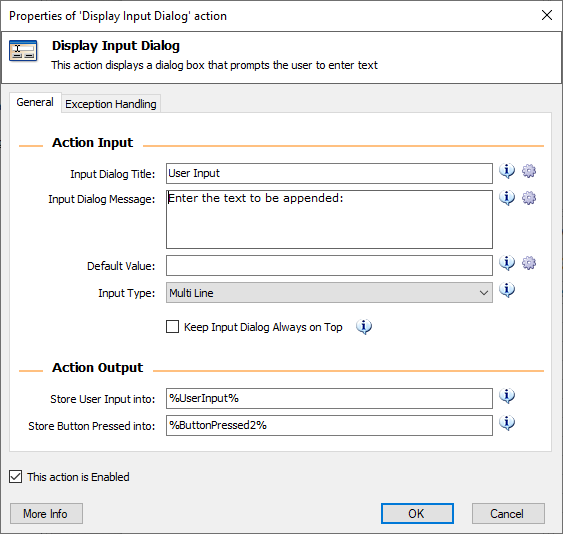 Properties of 'Display Input Dialog' action
Display Input Dialog
This action displays a dialog box that prompts the user to enter text
General
Exception Handling
Action Input
Input Dialog Title: User Input
Input Dialog Message: Enter the text to be appended:
Default Value:
Input Type: Multi Line
Keep Input Dialog Always on Top
Action Output
Store User Input into: %UserInput%
Store Button Pressed into: %ButtonPressed2%
This action is Enabled
More Info
OK
Cancel